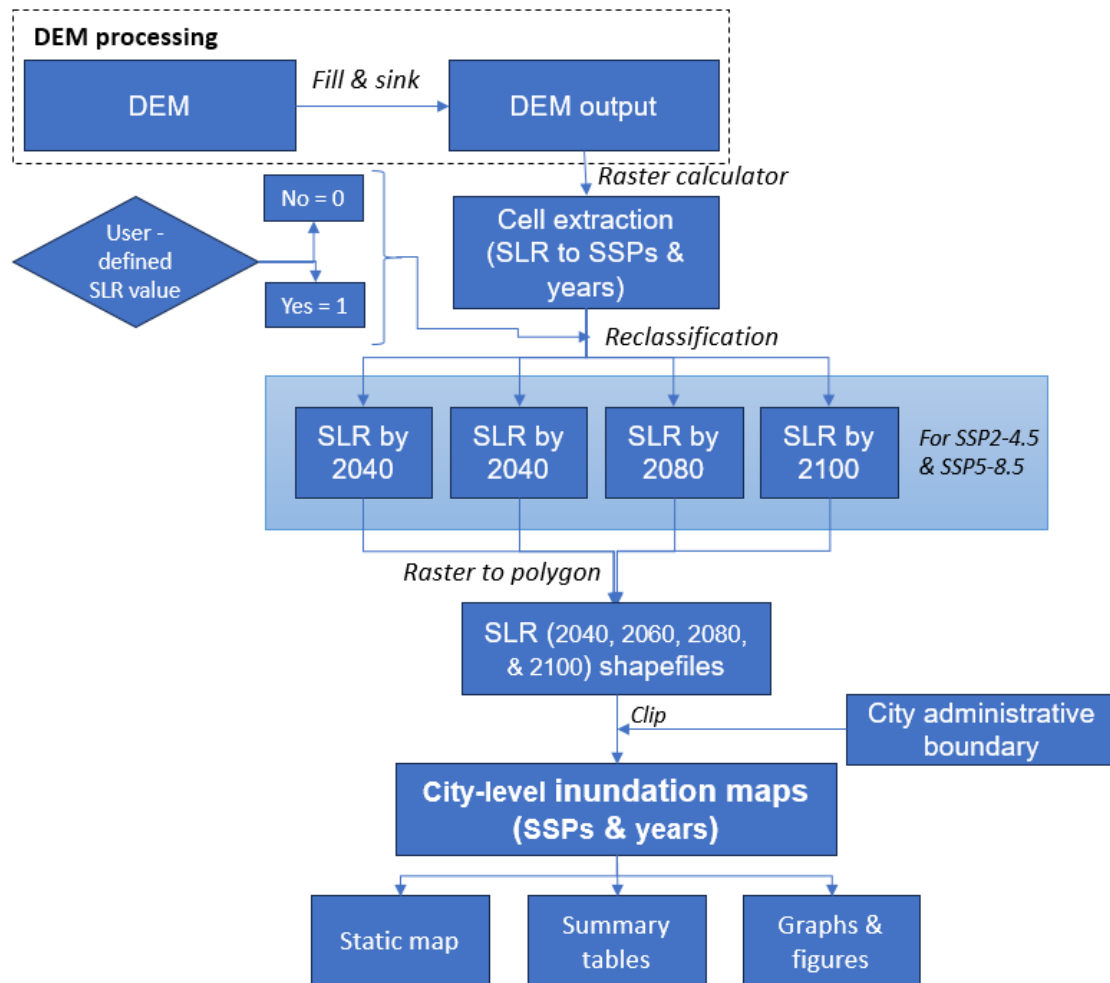 DEM processing
DEM
Fill & sink
DEM output
Raster calculator
No = 0
User -
defined
SLR value
Yes = 1
Cell extraction
(SLR to SSPs &
years)
Reclassification
SLR by
2040
SLR by
2040
SLR by
2080
SLR by
2100
For SSP2-4.5
& SSP5-8.5
Raster to polygon
SLR (2040, 2060, 2080,
& 2100) shapefiles
Clip
City administrative
boundary
City-level inundation maps
(SSPs & years)
Static map
Summary
tables
Graphs &
figures